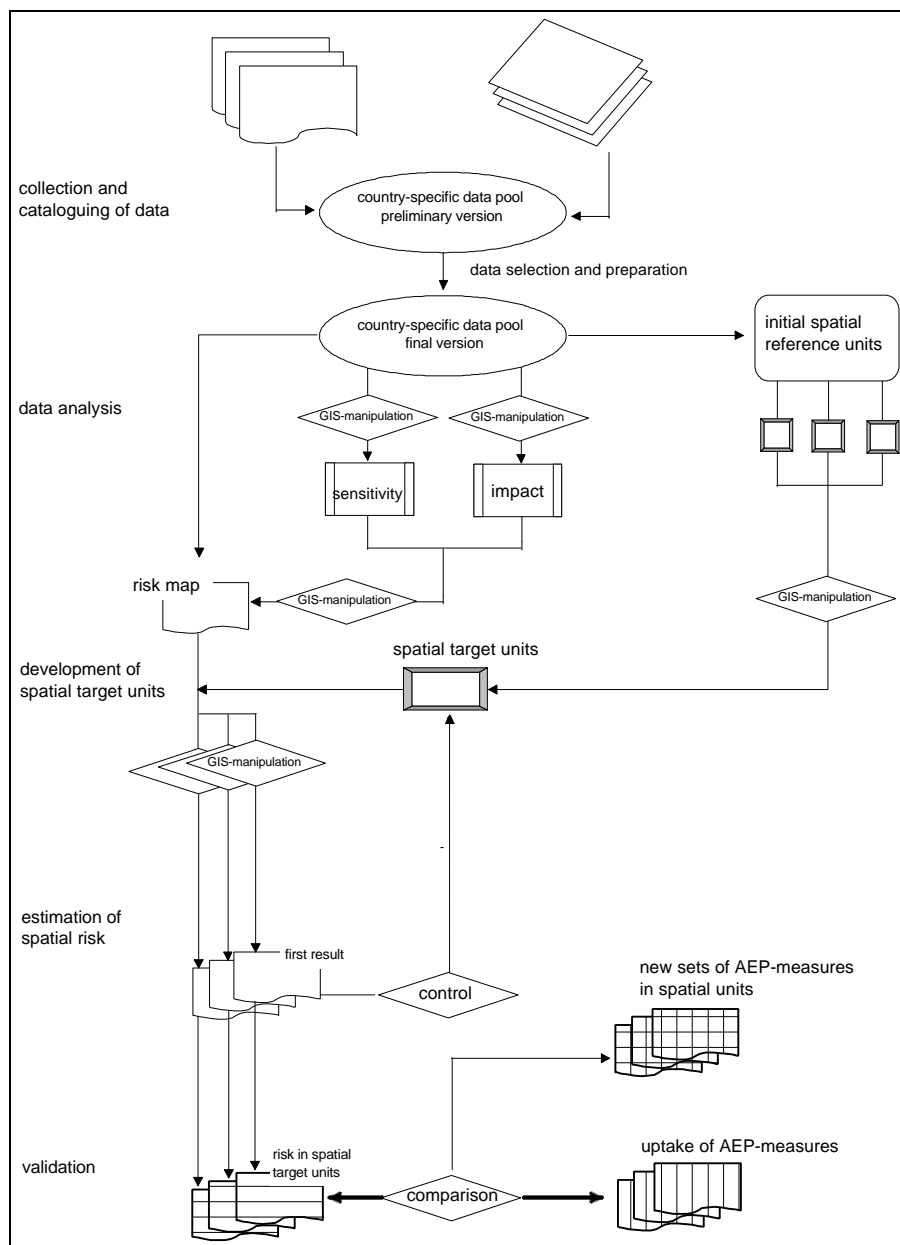 collection and
cataloguing of data
country-specific data pool
preliminary version
data selection and preparation
country-specific data pool
final version
initial spatial
reference units
data analysis
GIS-manipulation
GIS-manipulation
sensitivity
impact
risk map
GIS-manipulation
GIS-manipulation
spatial target units
development of
spatial target units
GIS-manipulation
-
estimation of
spatial risk
first result
control
new sets of AEP-measures
in spatial units
validation
risk in spatial
target units
comparison
uptake of AEP-measures